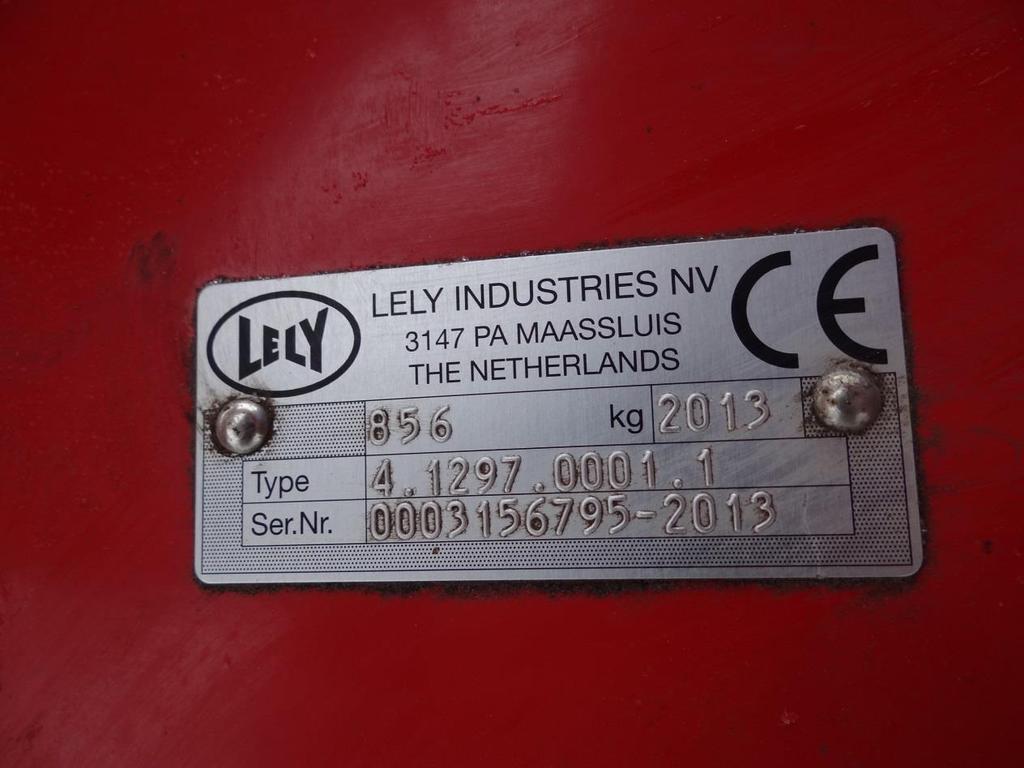 LELY
LELY INDUSTRIES NV
3147 PA MAASSLUIS
THE NETHERLANDS
CE
856 kg 2013
Type 4.1297.0001.1
Ser.Nr. 0003156795-2013